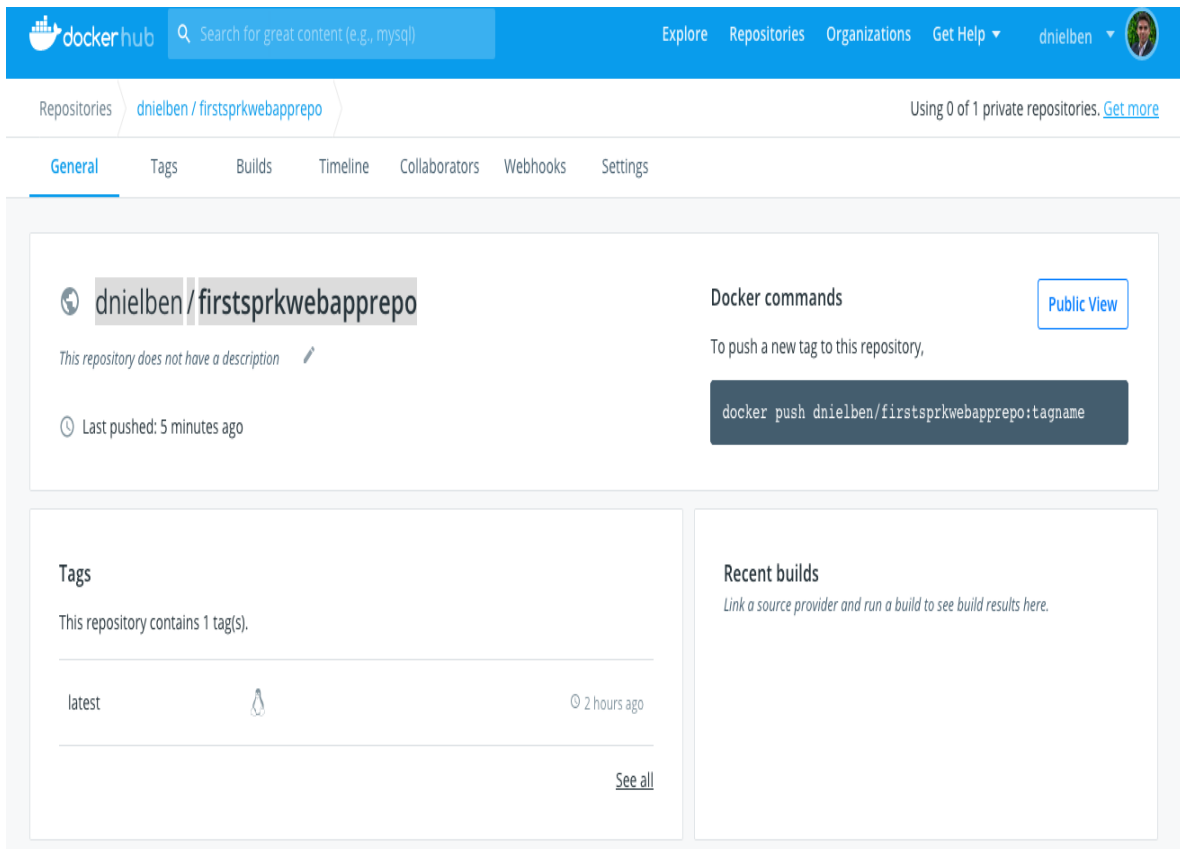 dockerhub Search for great content (e.g., mysql) Explore Repositories Organizations Get Help dnielben
Repositories dnielben / firstsprkwebapprepo Using 0 of 1 private repositories. Get more
General Tags Builds Timeline Collaborators Webhooks Settings
dnielben / firstsprkwebapprepo
This repository does not have a description
Last pushed: 5 minutes ago
Docker commands
Public View
To push a new tag to this repository,
docker push dnielben/firstsprkwebapprepo:tagname
Tags
This repository contains 1 tag(s).
latest 2 hours ago
See all
Recent builds
Link a source provider and run a build to see build results here.